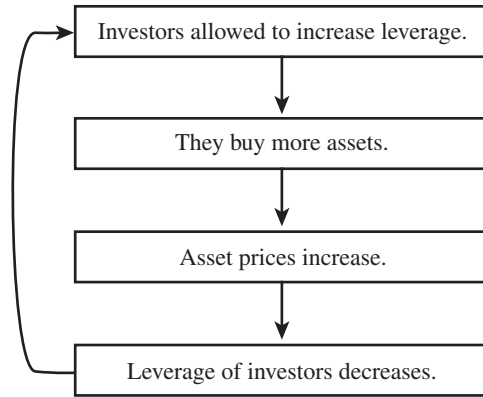 Investors allowed to increase leverage.
They buy more assets.
Asset prices increase.
Leverage of investors decreases.